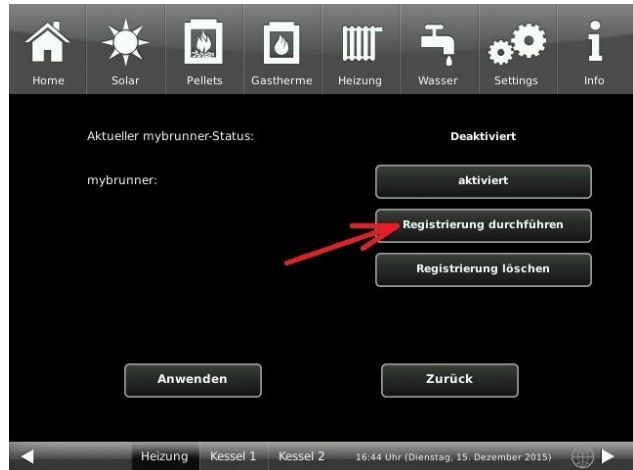 Home Solar Pellets Gastherme Heizung Wasser Settings Info
Aktueller mybrunner-Status: Deaktiviert
mybrunner: aktiviert
Registrierung durchführen
Registrierung löschen
Anwenden Zurück
Heizung Kessel 1 Kessel 2 16:44 Uhr (Dienstag, 15. Dezember 2015)